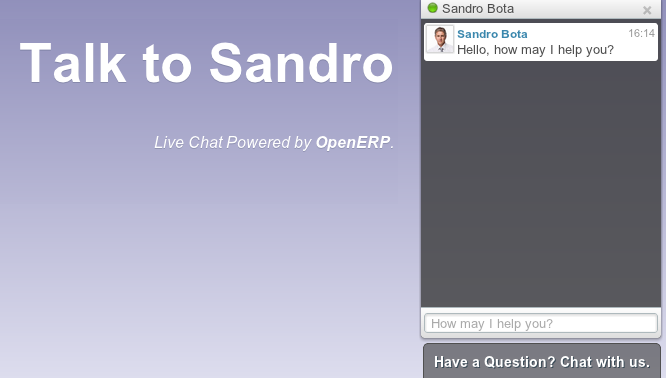 Talk to Sandro
Live Chat Powered by OpenERP.
Sandro Bota
×
Sandro Bota 16:14
Hello, how may I help you?
How may I help you?
Have a Question? Chat with us.